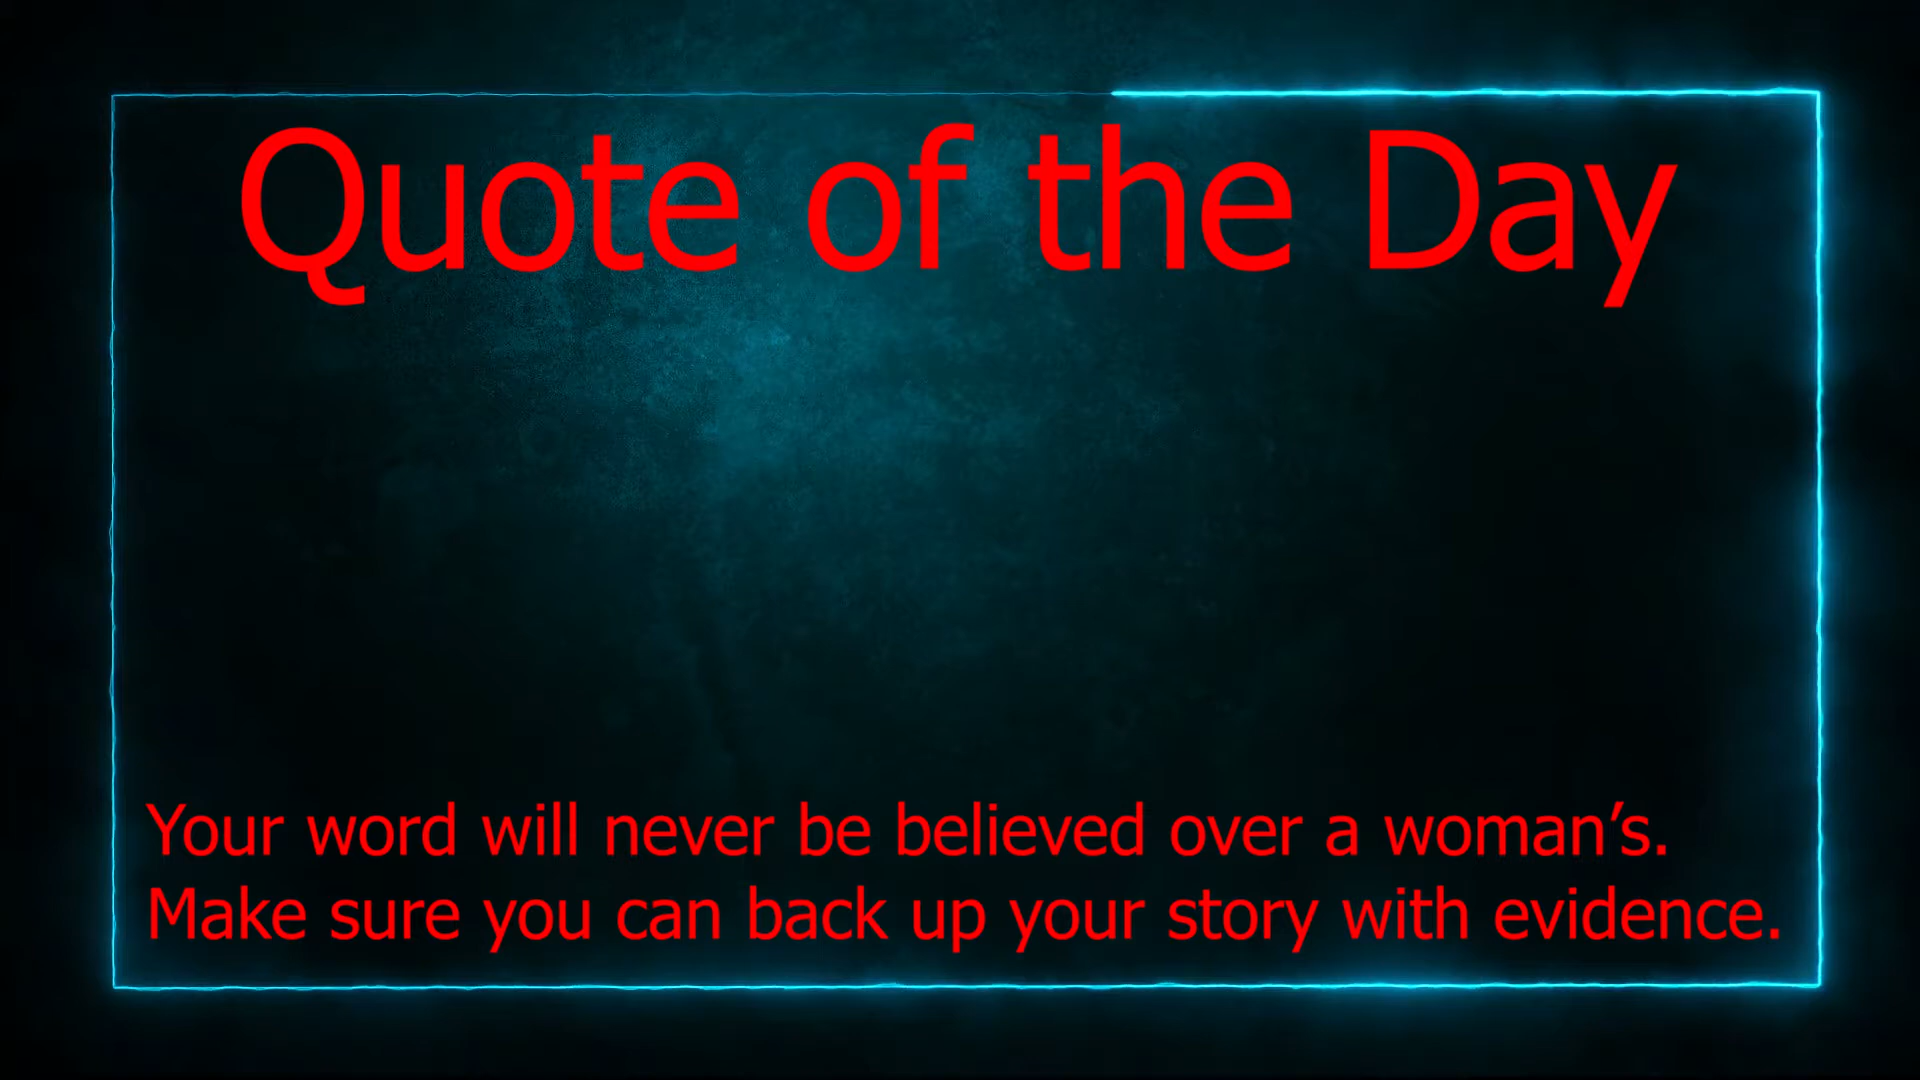 Quote of the Day
Your word will never be believed over a woman’s.
Make sure you can back up your story with evidence.